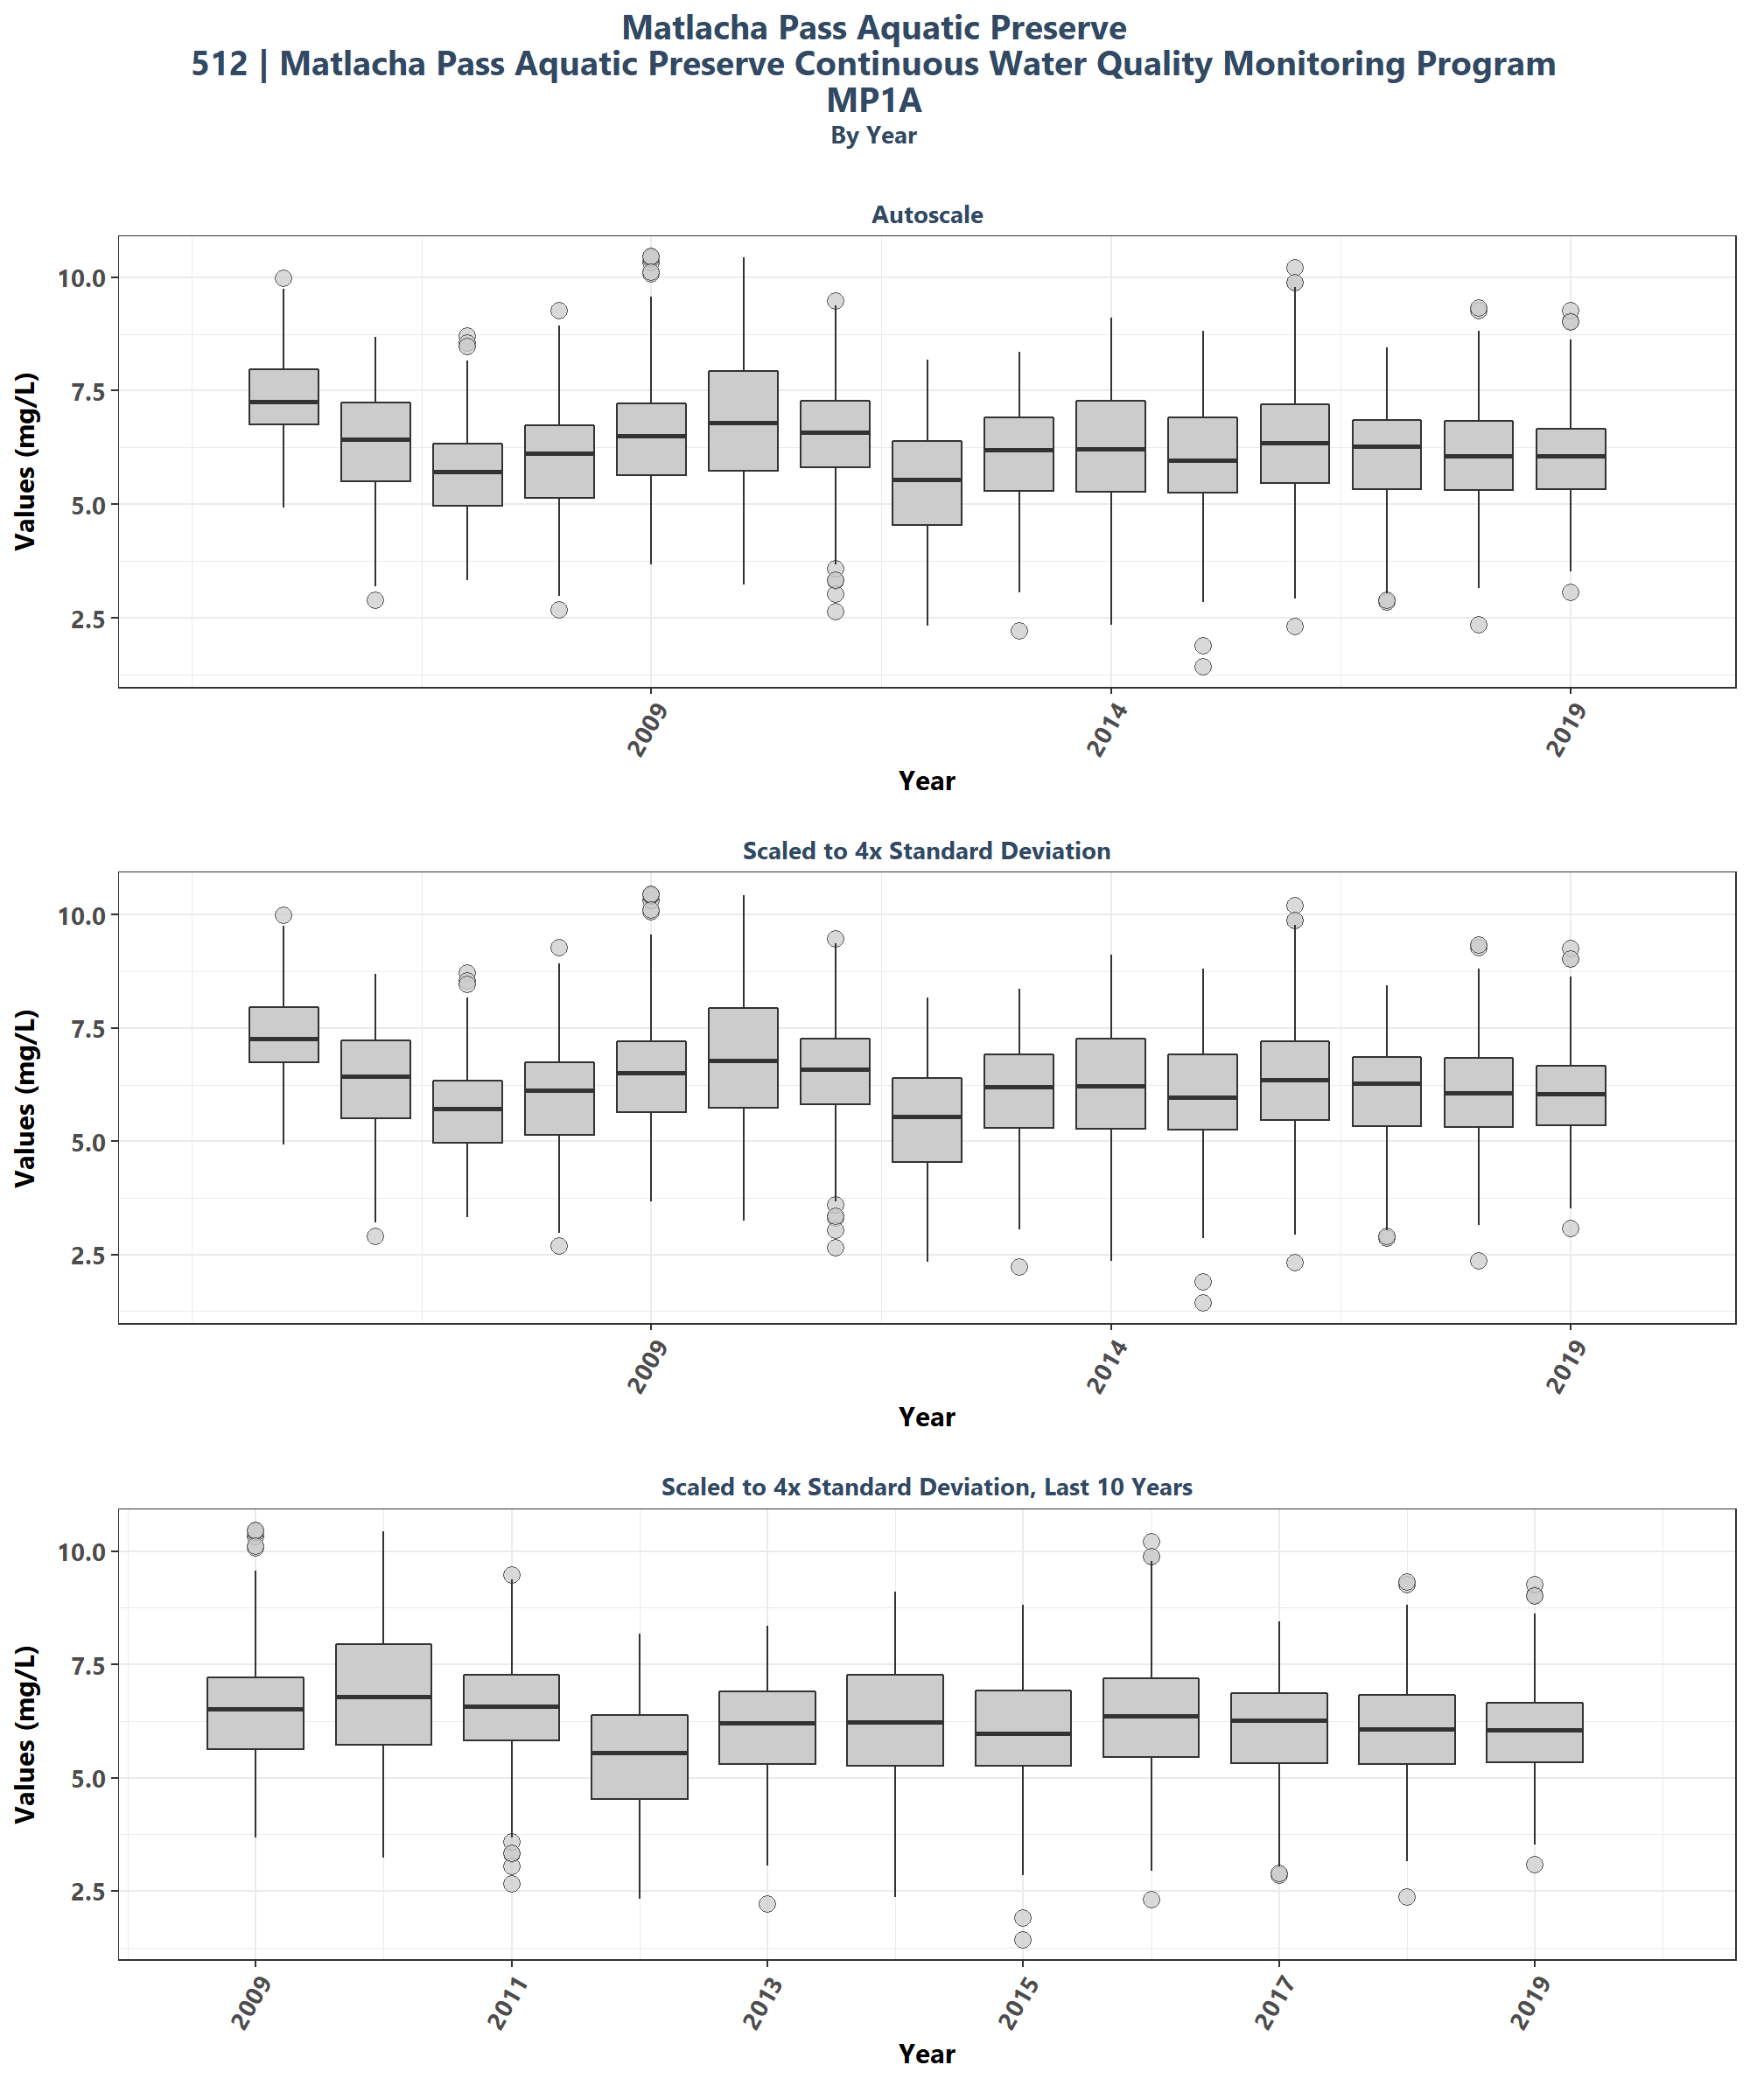 Matlacha Pass Aquatic Preserve
512 | Matlacha Pass Aquatic Preserve Continuous Water Quality Monitoring Program
MP1A
By Year
Autoscale
Values (mg/L)
10.0
7.5
5.0
2.5
2009
2014
2019
Year
Scaled to 4x Standard Deviation
Values (mg/L)
10.0
7.5
5.0
2.5
2009
2014
2019
Year
Scaled to 4x Standard Deviation, Last 10 Years
Values (mg/L)
10.0
7.5
5.0
2.5
2009
2011
2013
2015
2017
2019
Year